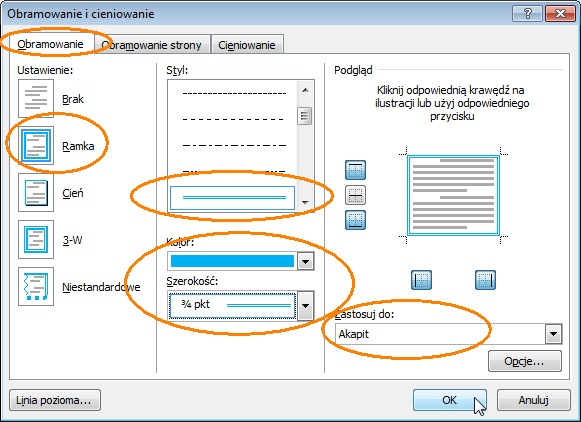 Obramowanie i cieniowanie
Obramowanie
Obramowanie strony
Cieniowanie
Ustawienie:
Brak
Ramka
Cień
3-W
Niestandardowe
Styl:
Kolor:
Szerokość:
¾ pkt
Podgląd
Kliknij odpowiednią krawędź na
ilustracji lub użyj odpowiedniego
przycisku
Zastosuj do:
Akapit
Opcje...
Linia pozioma...
OK
Anuluj